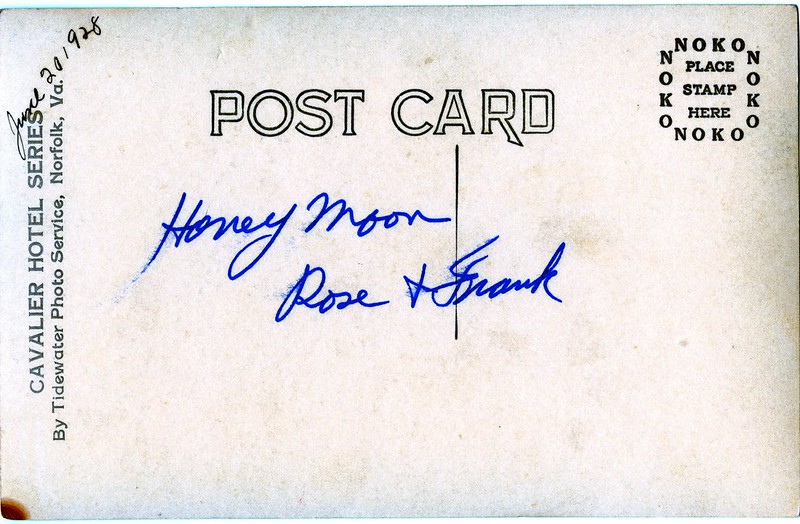 June 20 1928
CAVALIER HOTEL SERIES
By Tidewater Photo Service, Norfolk, Va.
POST CARD
NOKO
NOKO
PLACE
STAMP
HERE
NOKO
NOKO
Honey Moon
Rose & Frank